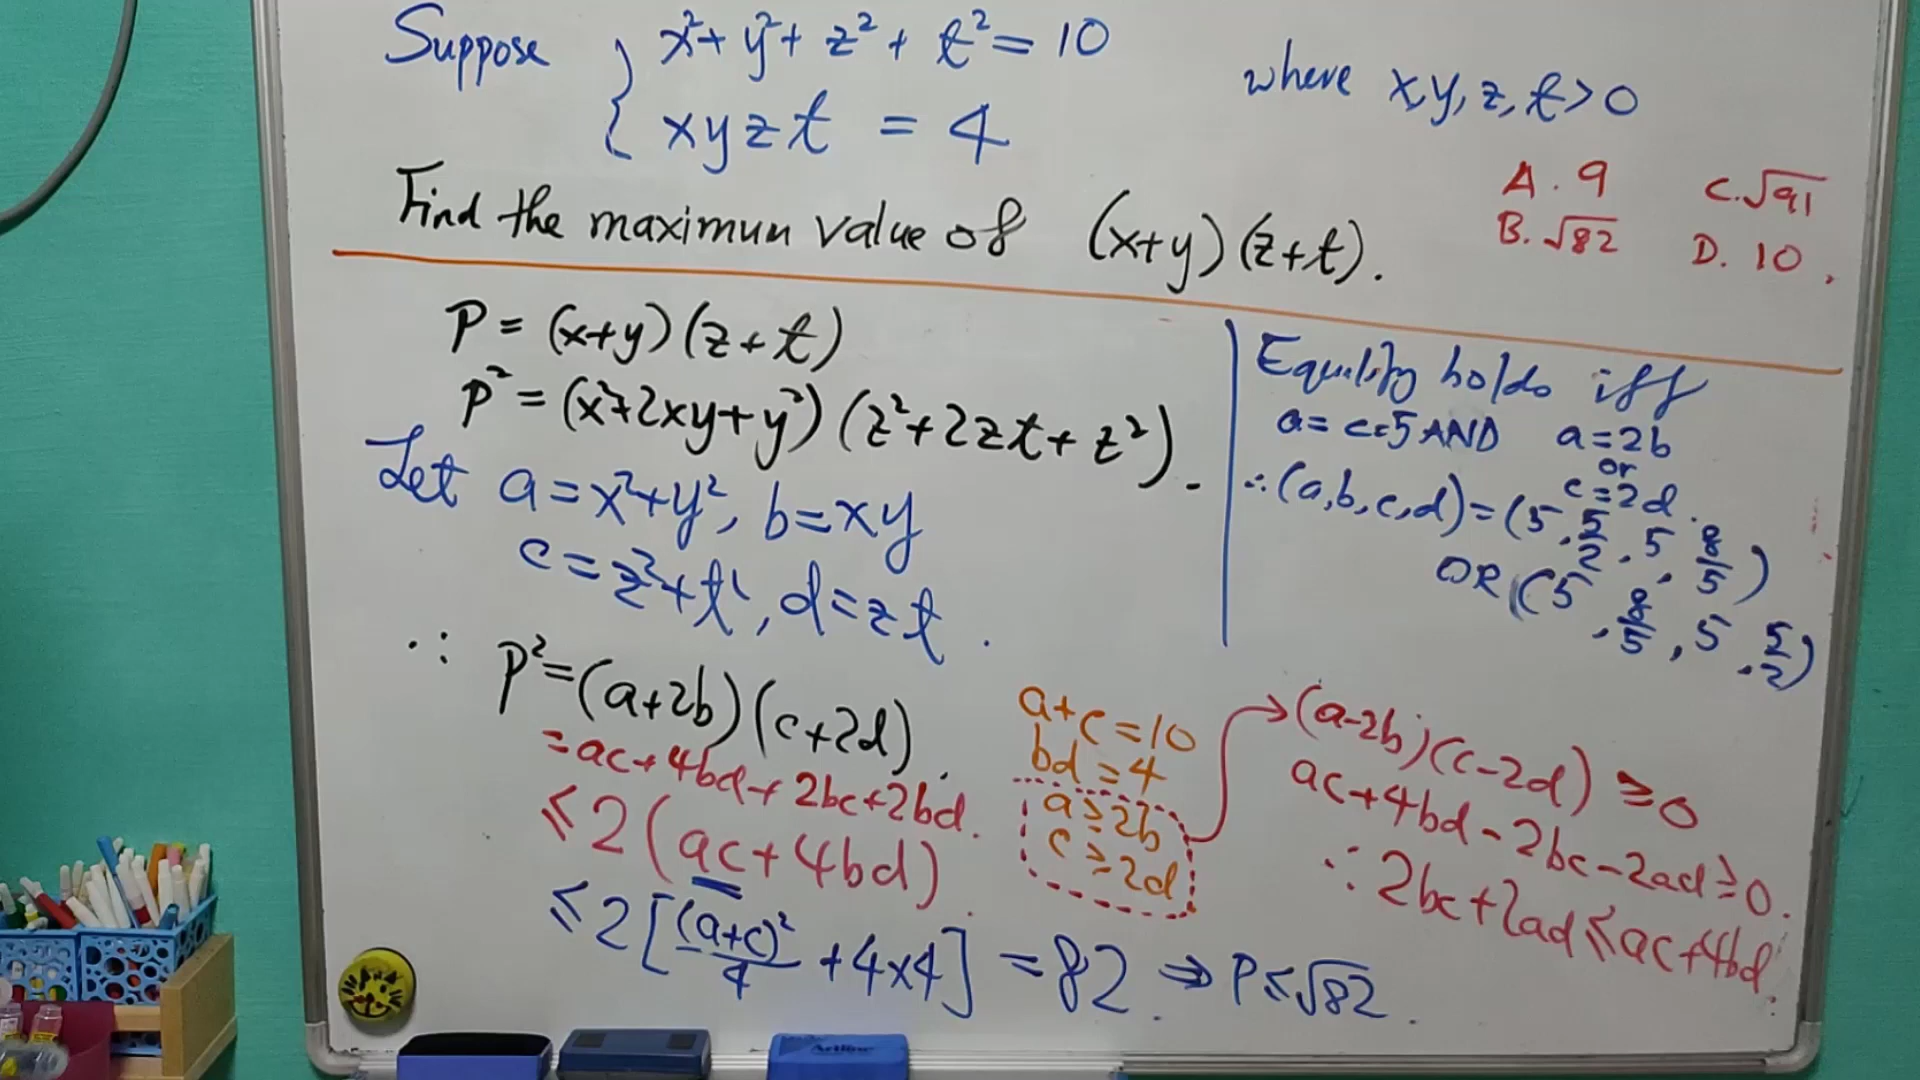 Suppose { x²+ y²+ z² + t² = 10
xyzt = 4
where x,y,z,t>0
Find the maximum value of (x+y)(z+t).
A. 9
B. √82
C. √91
D. 10.
P = (x+y)(z+t)
P² = (x²+2xy+y²)(z²+2zt+z²).
Let a=x²+y², b=xy
c=z²+t², d=zt.
∴ P²=(a+2b)(c+2d).
=ac+4bd+2bc+2bd.
≤2(ac+4bd).
≤2[(a+c)²/4 +4×4] =82. ⇒ P≤√82.
a+c=10
bd=4
a≥2b
c≥2d
→(a-2b)(c-2d)≥0
ac+4bd-2bc-2ad≥0.
∴2bc+2ad≤ac+4bd.
Equality holds iff
a=c=5 AND a=2b
or
c=2d.
∴(a,b,c,d)=(5,5/2,5,8/5)
OR (5,8/5,5,5/2)
Artline